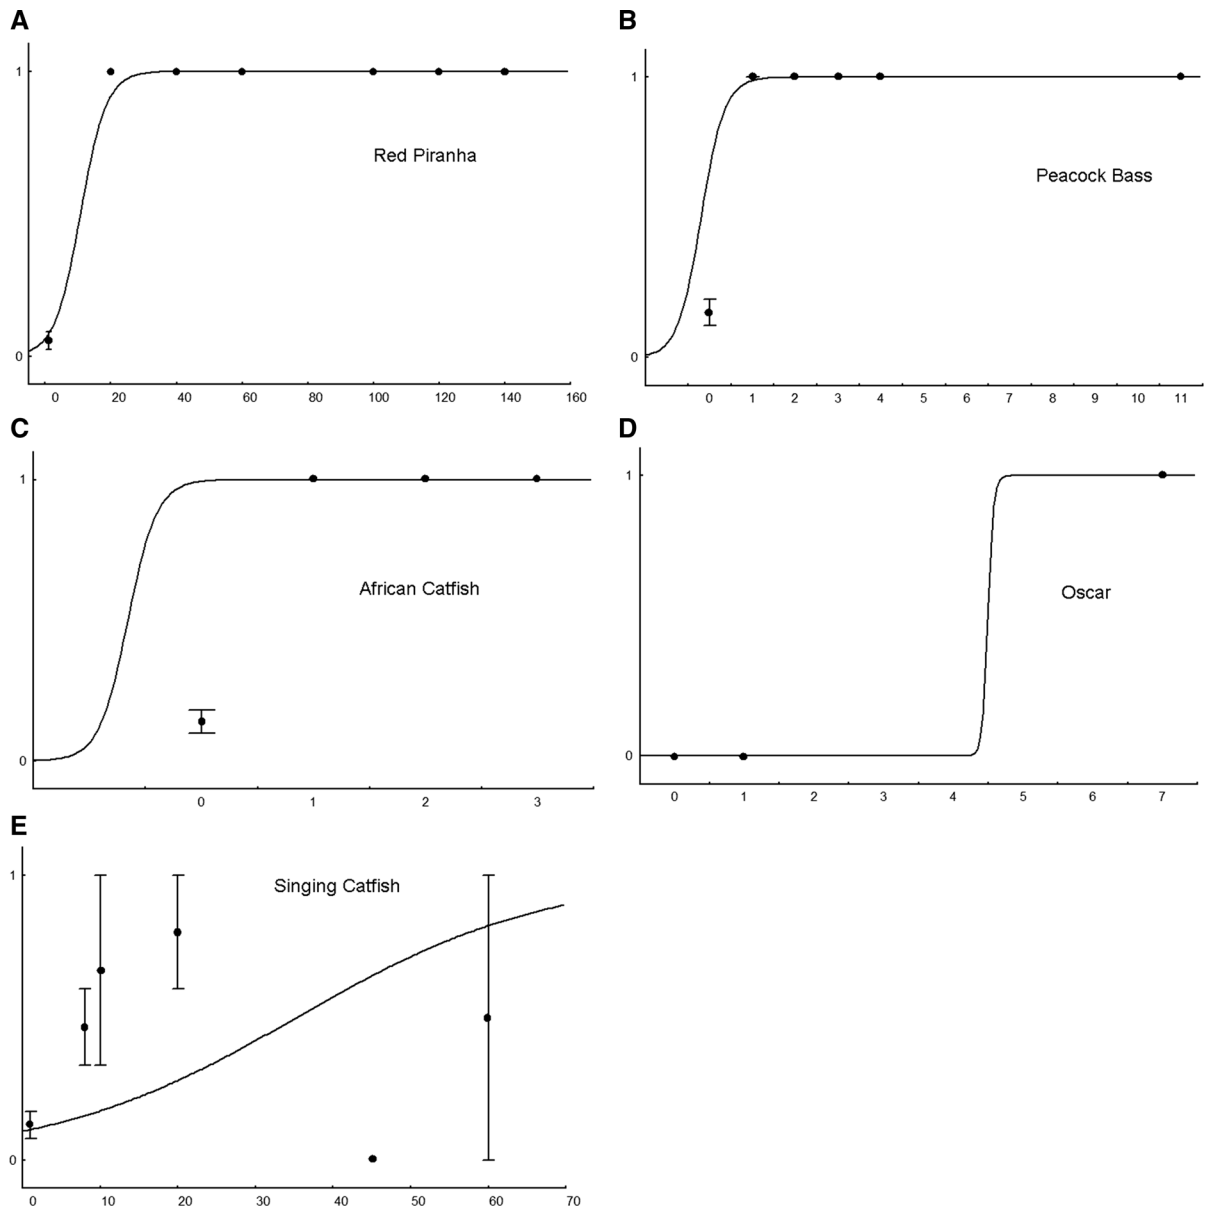 A
1
0
Red Piranha
0 20 40 60 80 100 120 140 160
B
1
0
Peacock Bass
0 1 2 3 4 5 6 7 8 9 10 11
C
1
0
African Catfish
0 1 2 3
D
1
0
Oscar
0 1 2 3 4 5 6 7
E
1
0
Singing Catfish
0 10 20 30 40 50 60 70